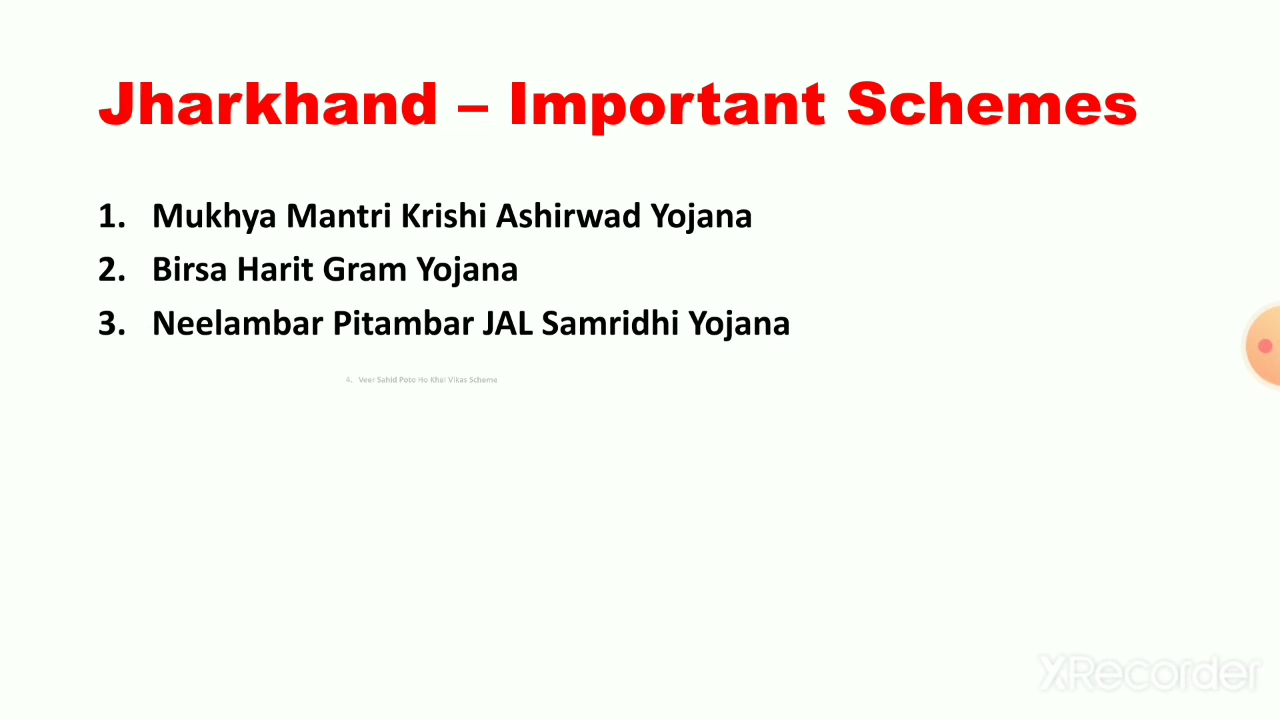 Jharkhand – Important Schemes
1. Mukhya Mantri Krishi Ashirwad Yojana
2. Birsa Harit Gram Yojana
3. Neelambar Pitambar JAL Samridhi Yojana
4. Veer Sahid Poto Ho Khel Vikas Scheme
XRecorder